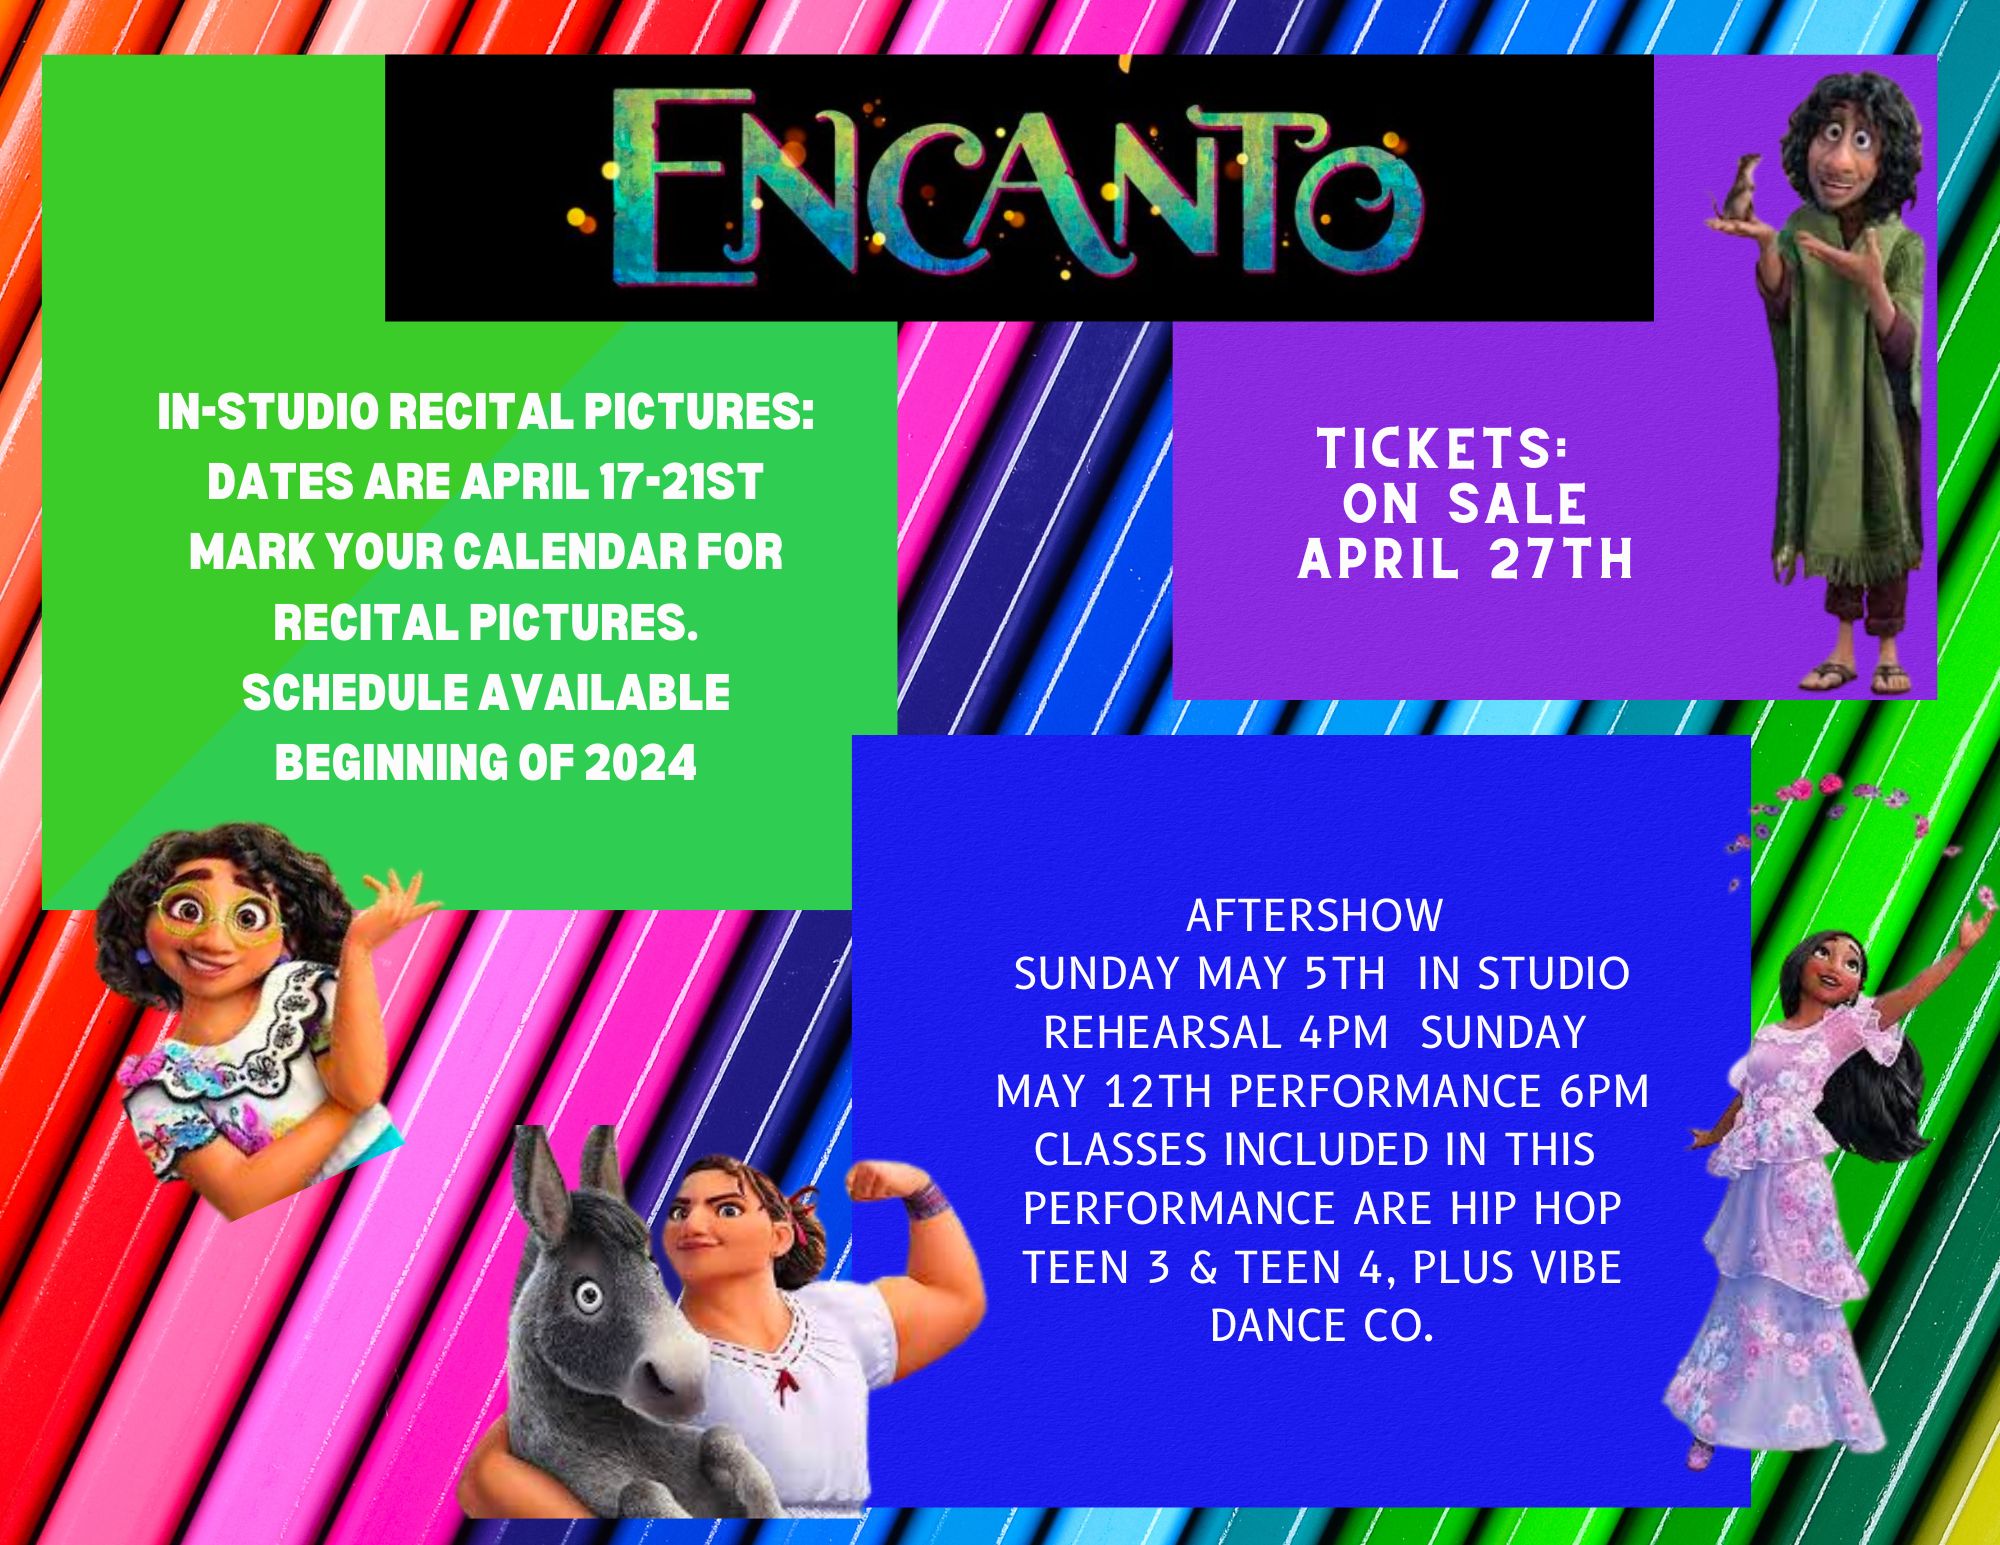 ENCANTO
IN-STUDIO RECITAL PICTURES:
DATES ARE APRIL 17-21ST
MARK YOUR CALENDAR FOR
RECITAL PICTURES.
SCHEDULE AVAILABLE
BEGINNING OF 2024
TICKETS:
ON SALE
APRIL 27TH
AFTERSHOW
SUNDAY MAY 5TH IN STUDIO
REHEARSAL 4PM SUNDAY
MAY 12TH PERFORMANCE 6PM
CLASSES INCLUDED IN THIS
PERFORMANCE ARE HIP HOP
TEEN 3 & TEEN 4, PLUS VIBE
DANCE CO.